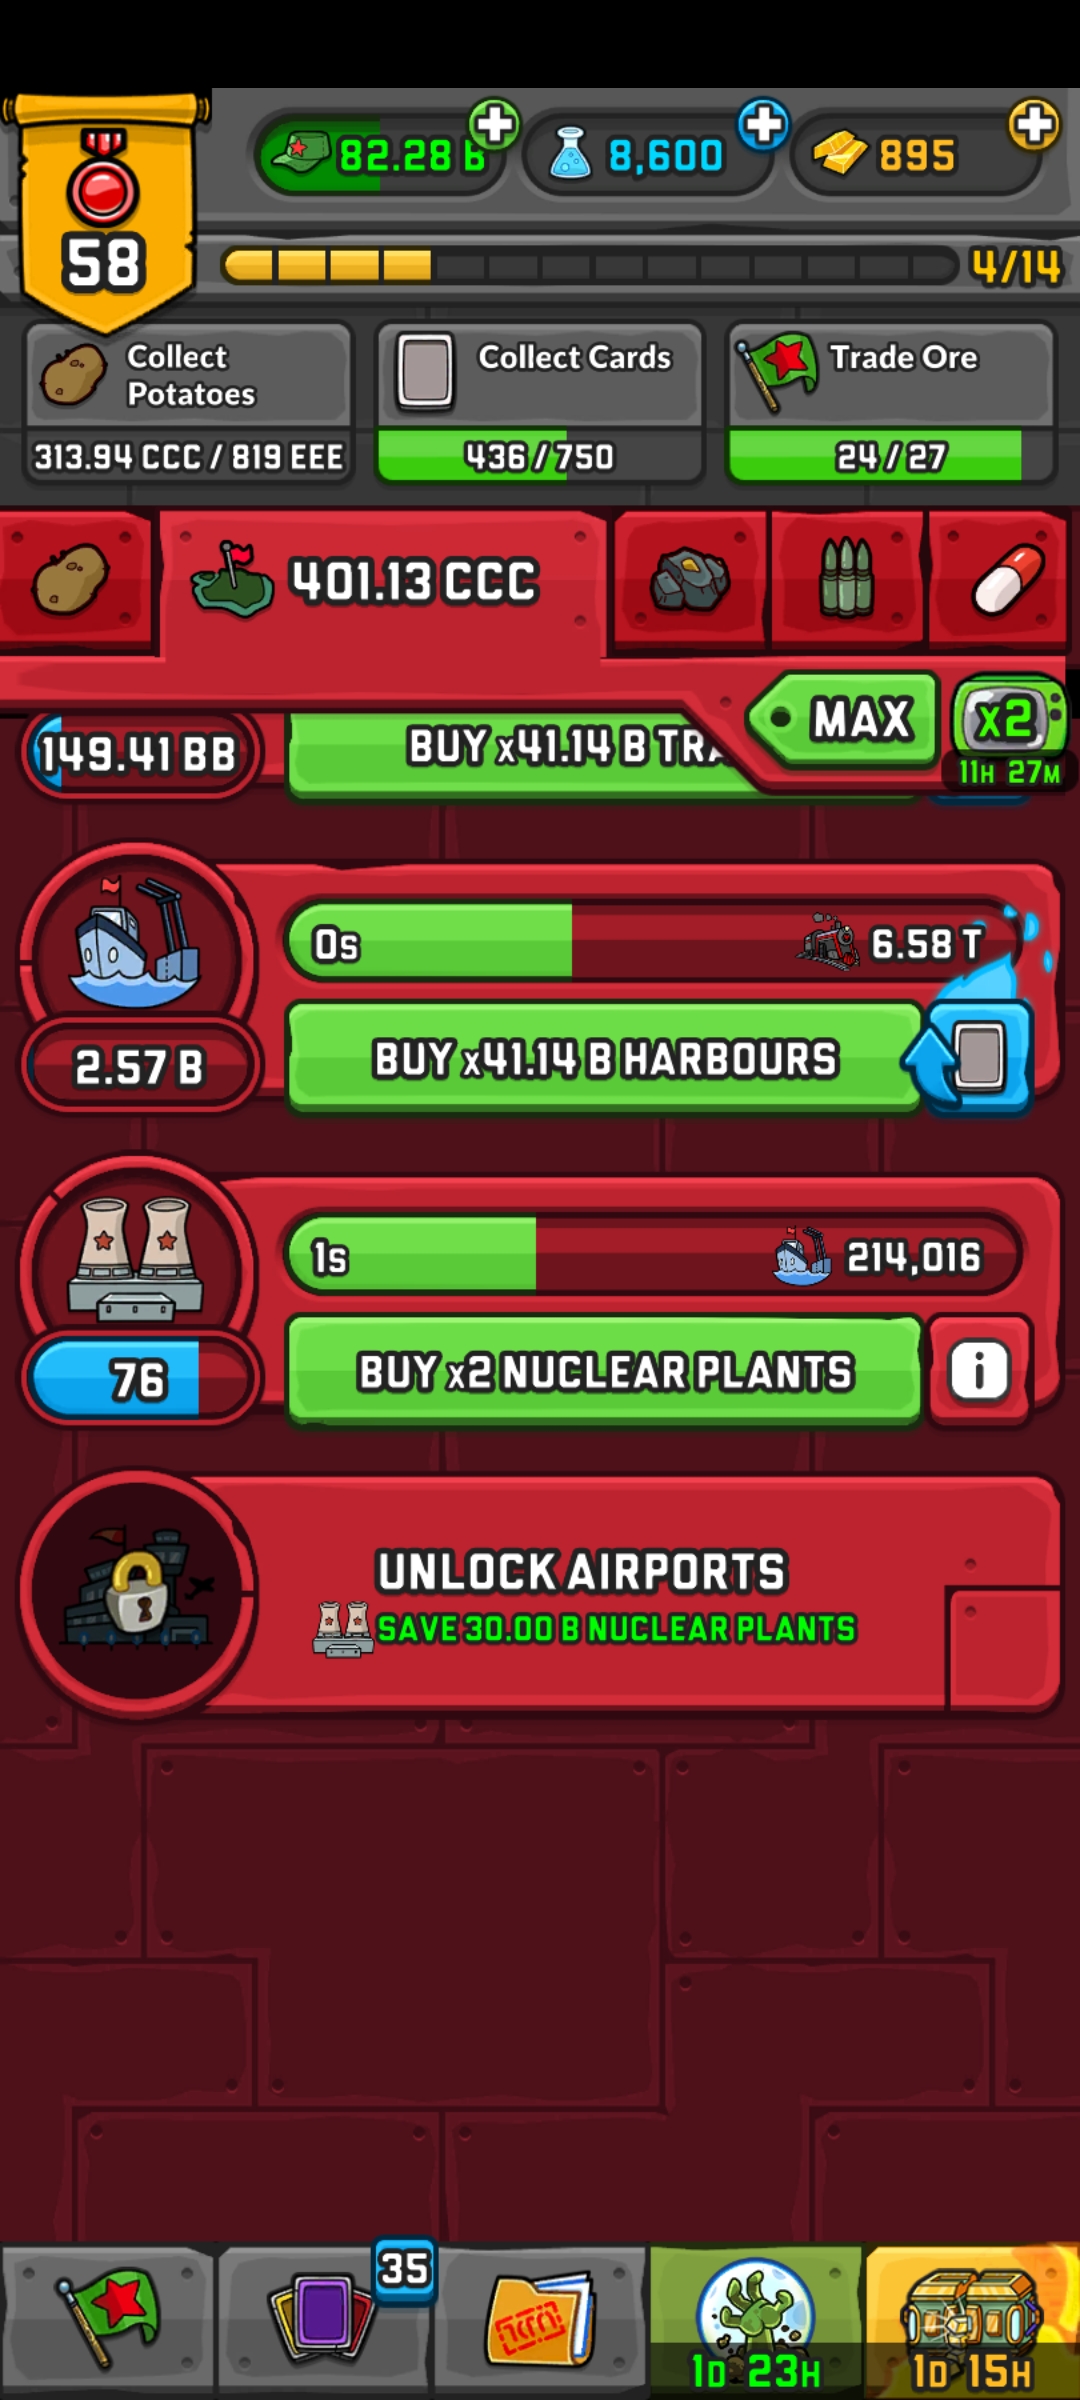 82.28 B
8,600
895
58
4/14
Collect
Potatoes
313.94 CCC / 819 EEE
Collect Cards
436 / 750
Trade Ore
24 / 27
401.13 CCC
MAX
x2
11H 27M
149.41 BB
BUY x41.14 B
0s
6.58 T
2.57 B
BUY x41.14 B HARBOURS
1s
214,016
76
BUY x2 NUCLEAR PLANTS
i
UNLOCK AIRPORTS
SAVE 30.00 B NUCLEAR PLANTS
35
1D 23H
1D 15H